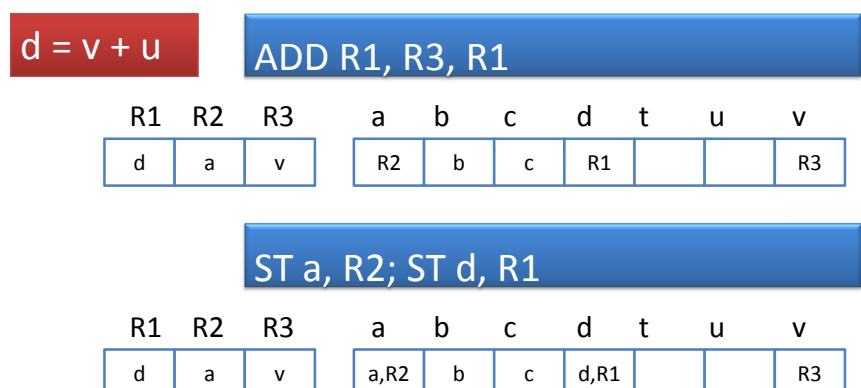 d = v + u
ADD R1, R3, R1
R1 R2 R3 a b c d t u v
d a v R2 b c R1 R3
ST a, R2; ST d, R1
R1 R2 R3 a b c d t u v
d a v a,R2 b c d,R1 R3